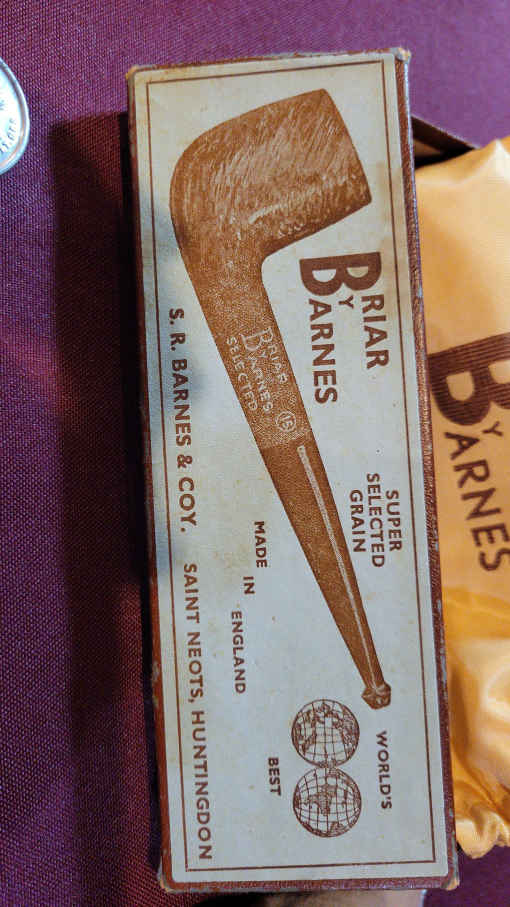 BRIAR
BY
BARNES
BRIAR
BY
BARNES
SELECTED
15
SUPER
SELECTED
GRAIN
MADE IN ENGLAND
WORLD'S
BEST
S. R. BARNES & COY. SAINT NEOTS, HUNTINGDON
BY
BARNES